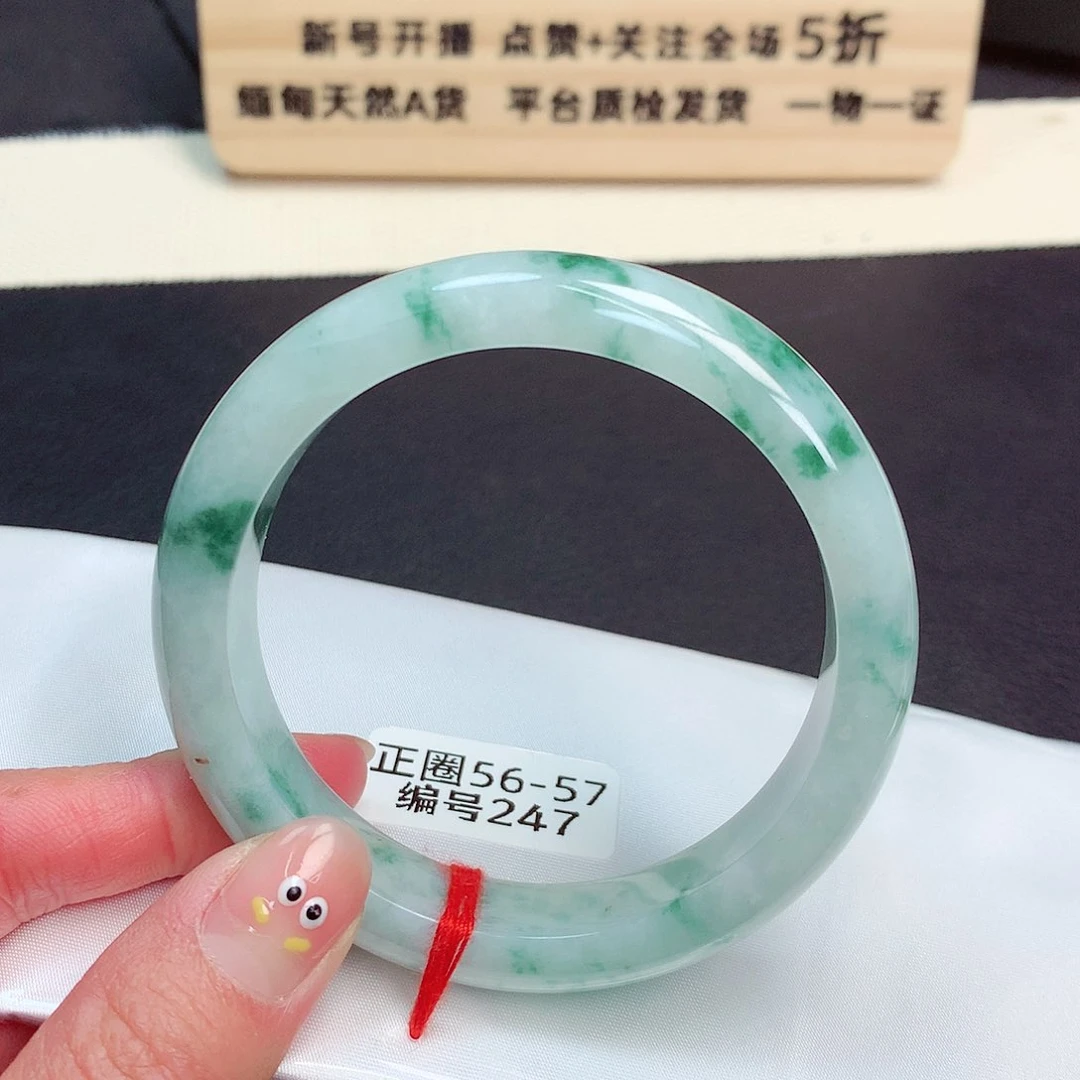 新号开播 点赞+关注全场5折
缅甸天然A货 平台质检发货 一物一证
正圈56-57
编号247